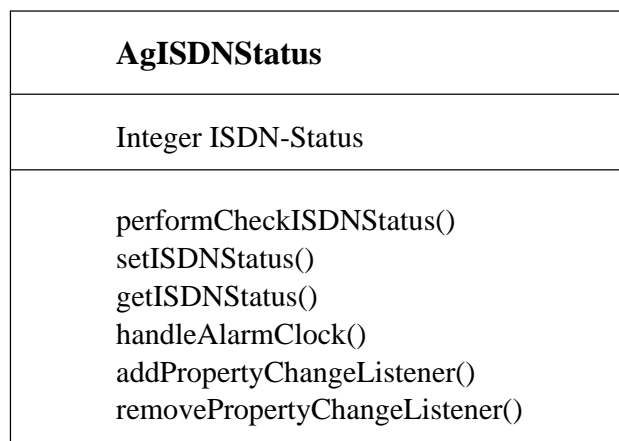 AgISDNStatus
Integer ISDN-Status
performCheckISDNStatus()
setISDNStatus()
getISDNStatus()
handleAlarmClock()
addPropertyChangeListener()
removePropertyChangeListener()